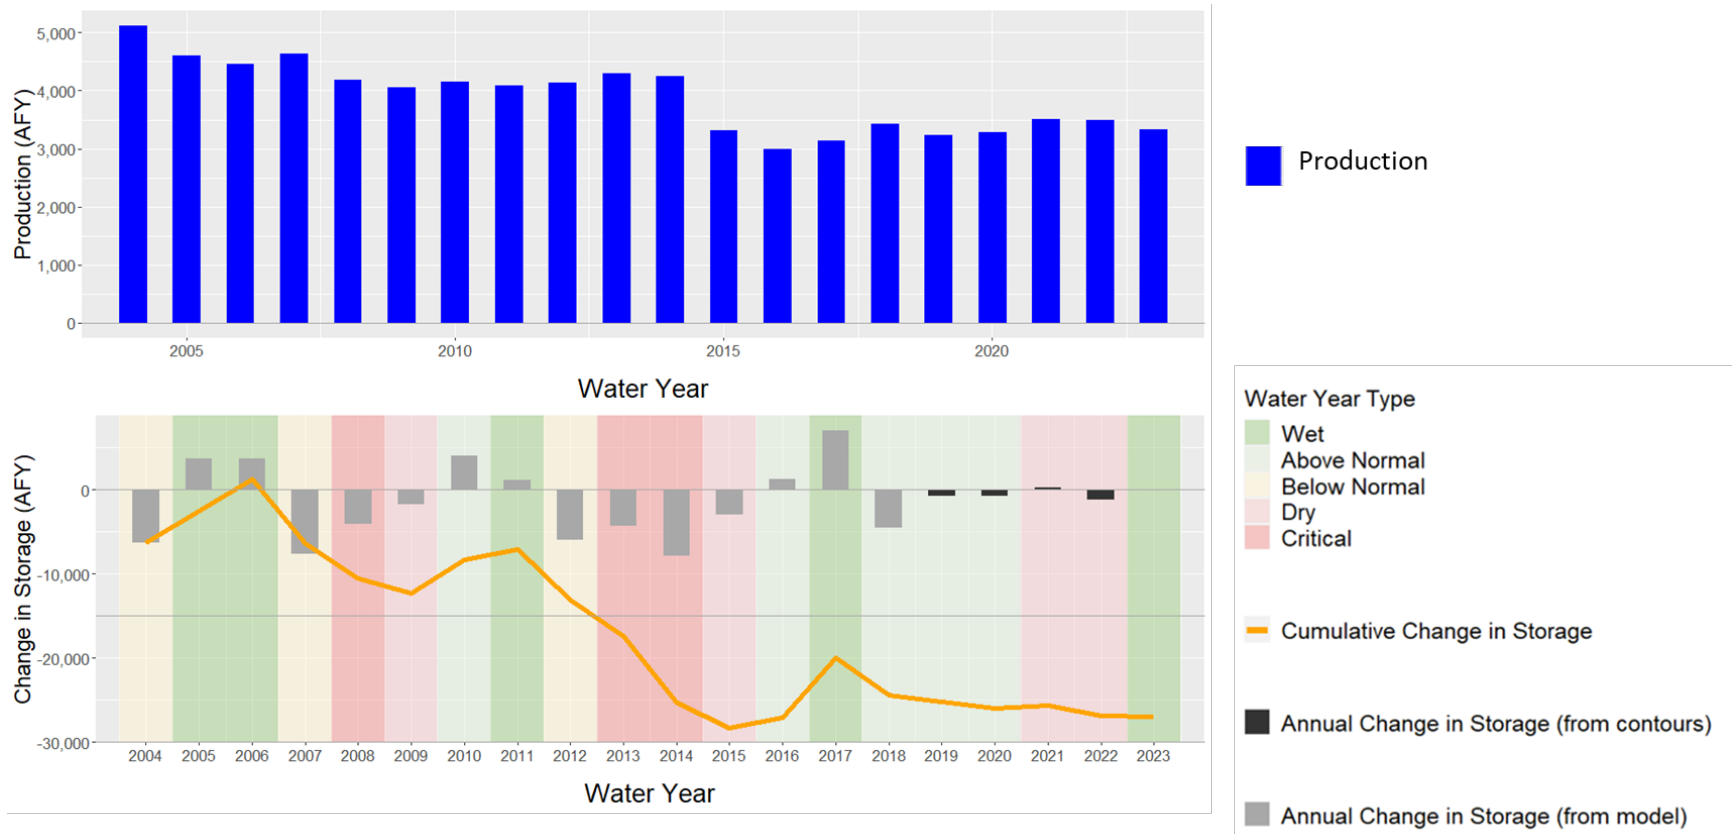 Production (AFY)
5,000
4,000
3,000
2,000
1,000
0
2005 2010 2015 2020
Water Year
Production
Change in Storage (AFY)
0
-10,000
-20,000
-30,000
2004 2005 2006 2007 2008 2009 2010 2011 2012 2013 2014 2015 2016 2017 2018 2019 2020 2021 2022 2023
Water Year
Water Year Type
Wet
Above Normal
Below Normal
Dry
Critical
Cumulative Change in Storage
Annual Change in Storage (from contours)
Annual Change in Storage (from model)